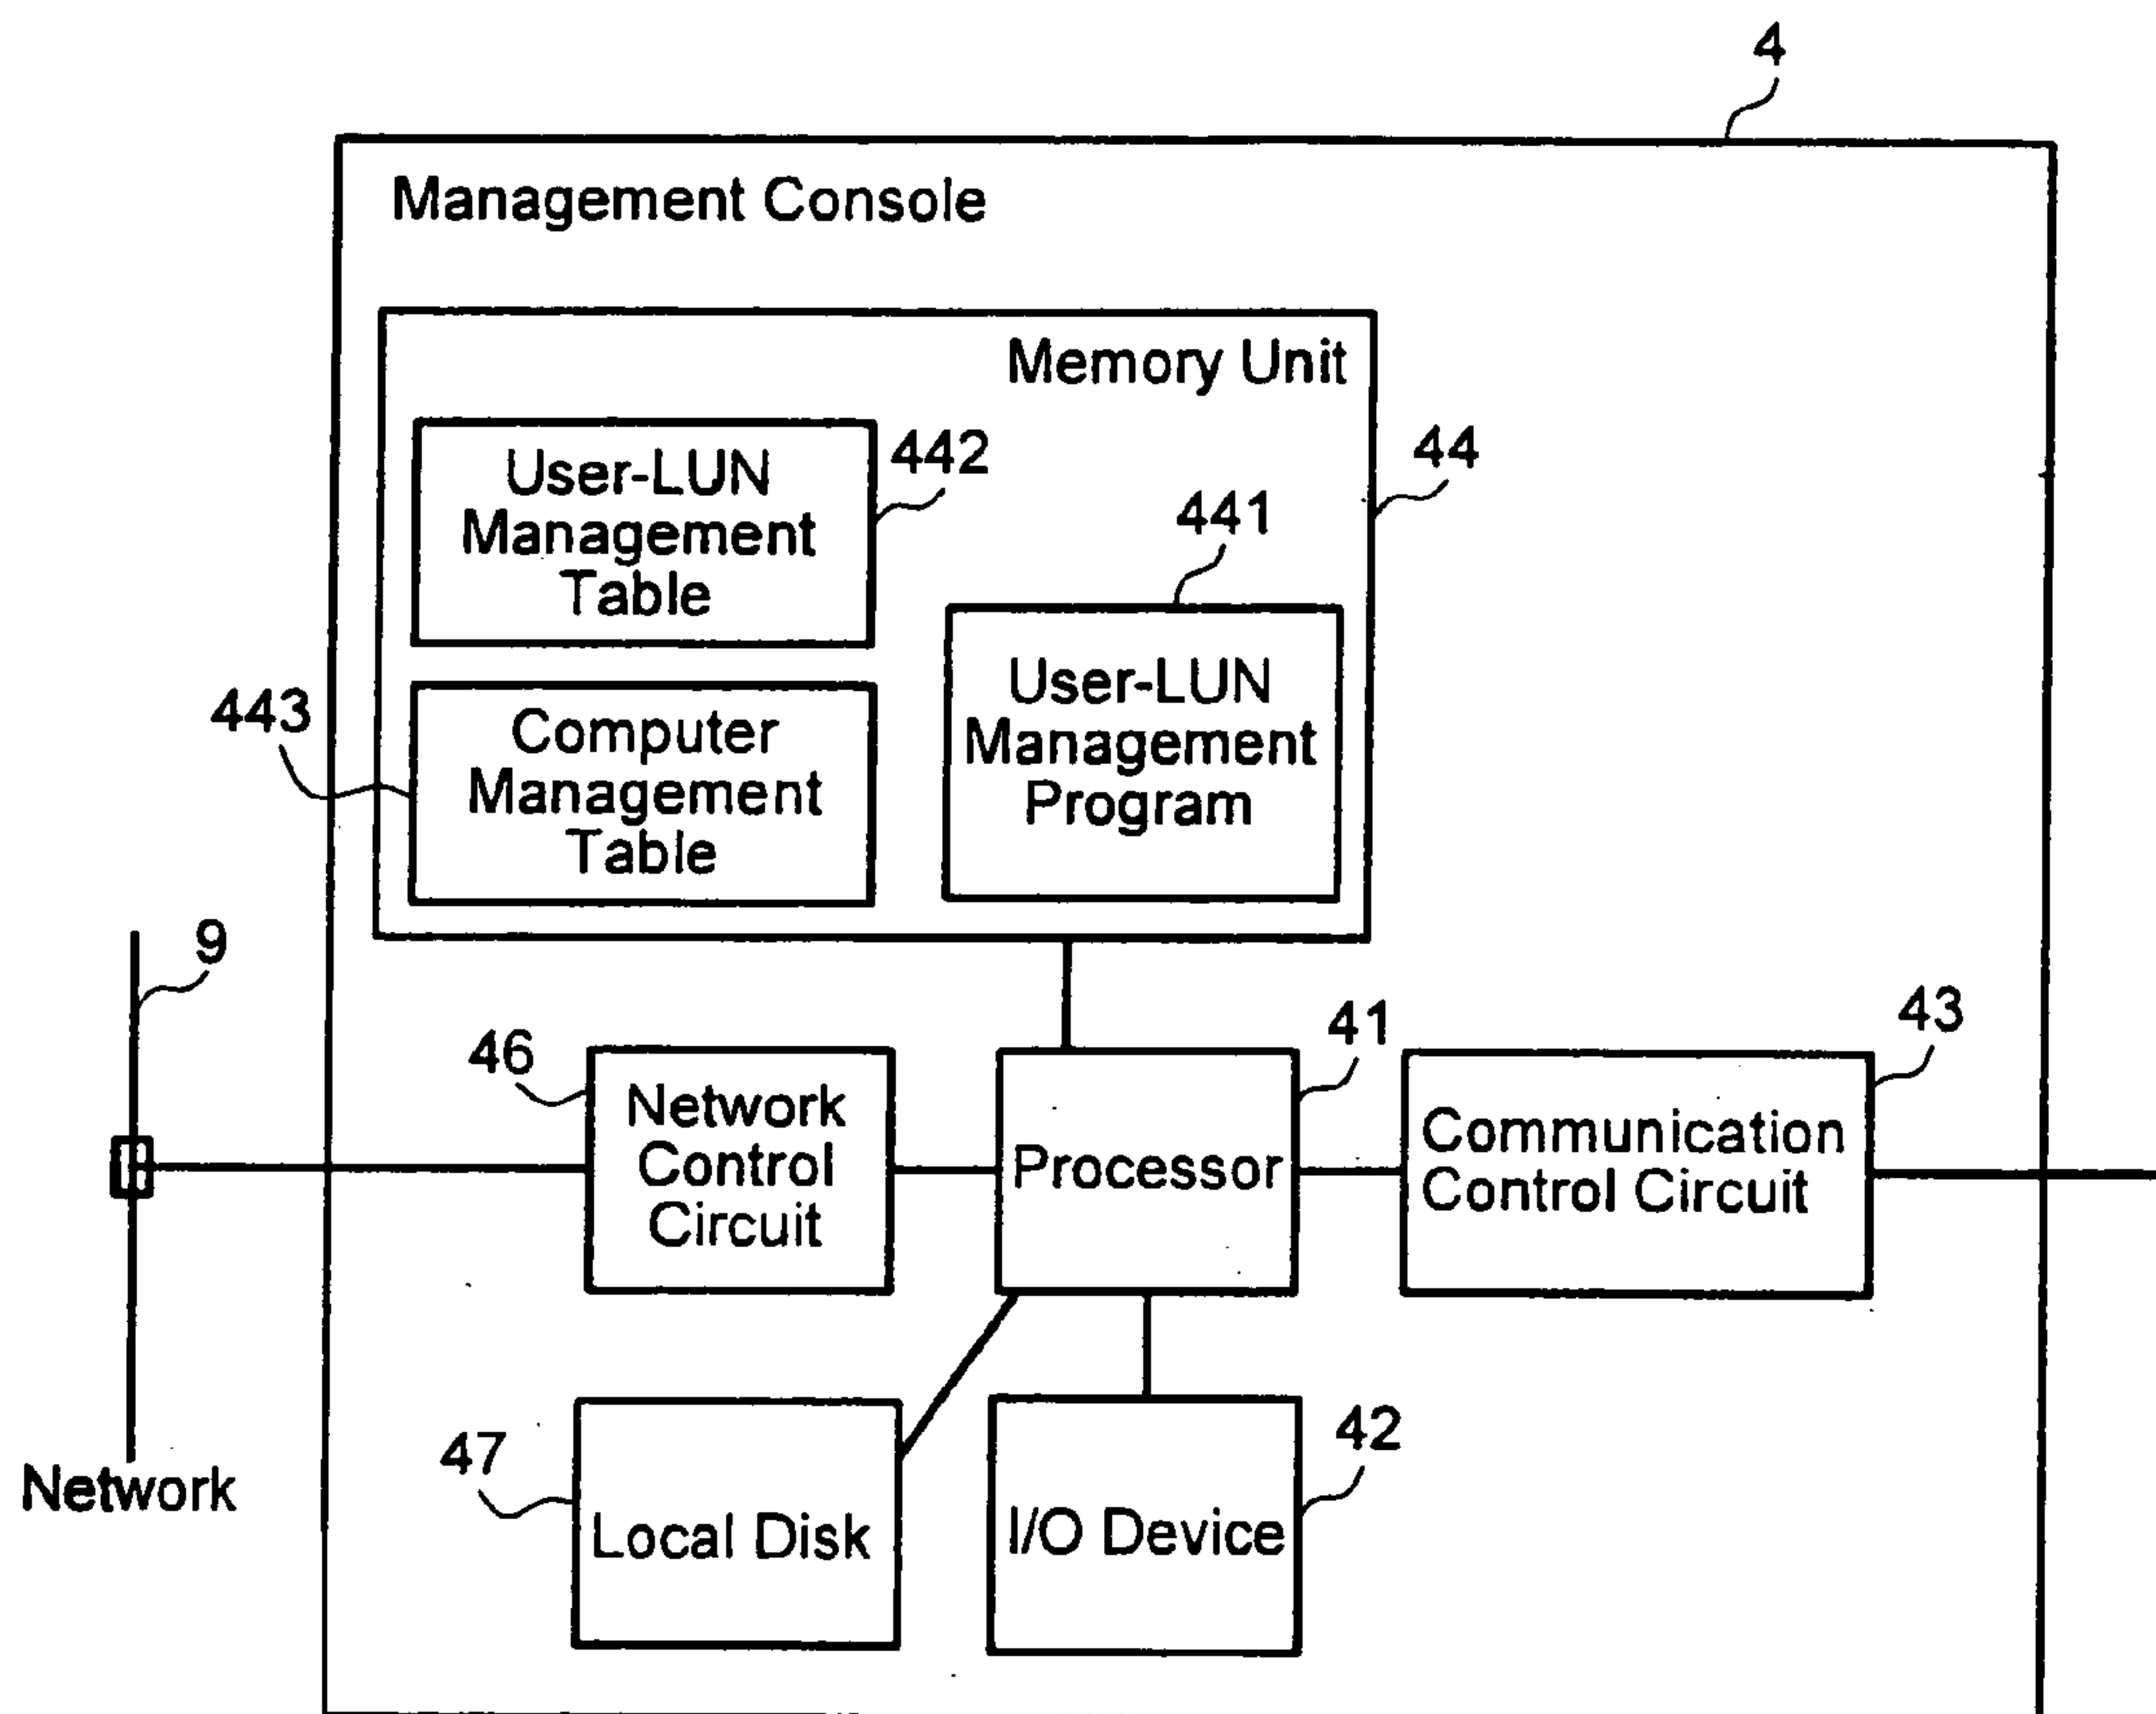 4
Management Console
Memory Unit
User-LUN
Management
Table
442
44
441
User-LUN
Management
Program
443
Computer
Management
Table
9
46
Network
Control
Circuit
41
Processor
43
Communication
Control Circuit
Network
47
Local Disk
42
I/O Device